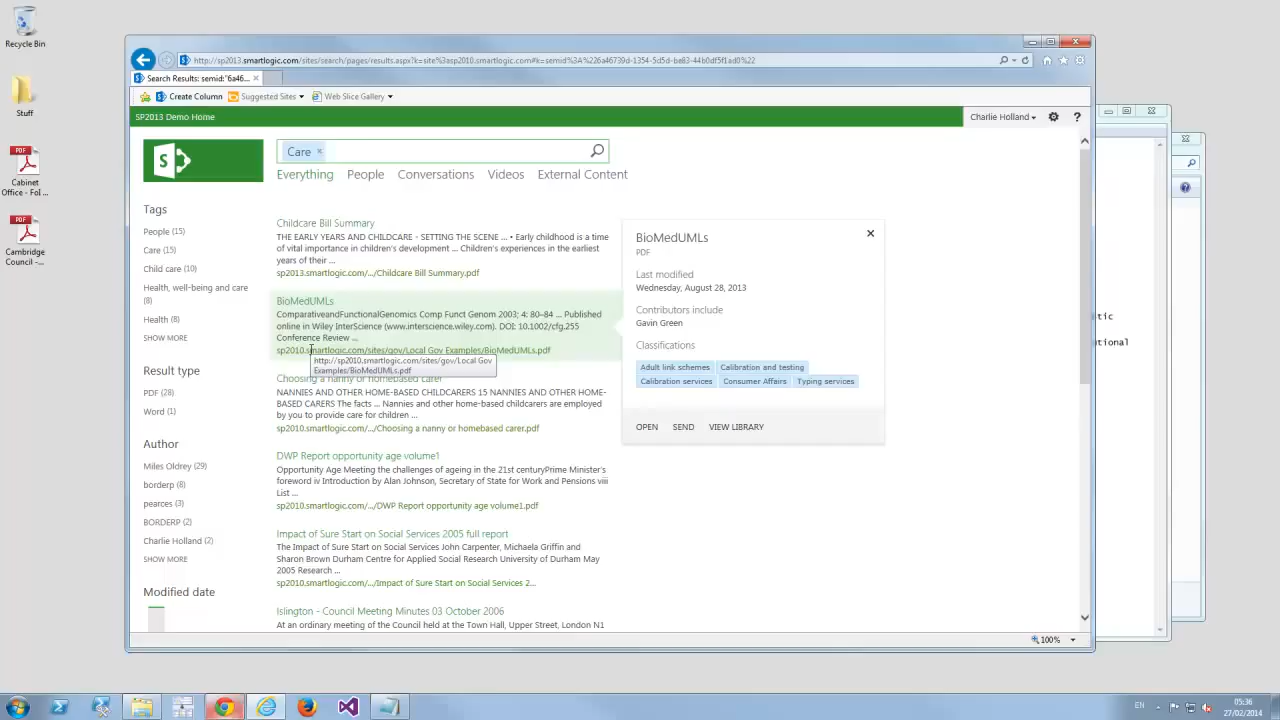 Recycle Bin
Stuff
Cabinet
Office - Fol ...
Cambridge
Council -...
http://sp2013.smartlogic.com/sites/search/pages/results.aspx?k=site%3asp2010.smartlogic.com#k=semid%3A%226a46739d-1354-5c5d-be83-44b0df5f1ad0%22
Search Results: semid:"6a46...
Create Column
Suggested Sites
Web Slice Gallery
SP2013 Demo Home
Charlie Holland
?
S
Care ×
Everything People Conversations Videos External Content
Tags
People (15)
Care (15)
Child care (10)
Health, well-being and care
(8)
Health (8)
SHOW MORE
Result type
PDF (28)
Word (1)
Author
Miles Oldrey (29)
borderp (8)
pearces (3)
BORDERP (2)
Charlie Holland (2)
SHOW MORE
Modified date
Childcare Bill Summary
THE EARLY YEARS AND CHILDCARE - SETTING THE SCENE ... • Early childhood is a time
of vital importance in children's development ... Children's experiences in the earliest
years of their ...
sp2013.smartlogic.com/.../Childcare Bill Summary.pdf
BioMedUMLs
ComparativeandFunctionalGenomics Comp Funct Genom 2003; 4: 80–84 ... Published
online in Wiley InterScience (www.interscience.wiley.com). DOI: 10.1002/cfg.255
Conference Review ...
sp2010.smartlogic.com/sites/gov/Local Gov Examples/BioMedUMLs.pdf
http://sp2010.smartlogic.com/sites/gov/Local Gov
Examples/BioMedUMLs.pdf
Choosing a nanny or homebased carer
NANNIES AND OTHER HOME-BASED CHILDCARERS 15 NANNIES AND OTHER HOME-
BASED CARERS The facts ... Nannies and other home-based childcarers are employed
by you to provide care for children ...
sp2010.smartlogic.com/.../Choosing a nanny or homebased carer.pdf
DWP Report opportunity age volume1
Opportunity Age Meeting the challenges of ageing in the 21st centuryPrime Minister's
foreword iv Introduction by Alan Johnson, Secretary of State for Work and Pensions viii
List ...
sp2010.smartlogic.com/.../DWP Report opportunity age volume1.pdf
Impact of Sure Start on Social Services 2005 full report
The Impact of Sure Start on Social Services John Carpenter, Michaela Griffin and
Sharon Brown Durham Centre for Applied Social Research University of Durham May
2005 Research ...
sp2010.smartlogic.com/.../Impact of Sure Start on Social Services 2...
Islington - Council Meeting Minutes 03 October 2006
At an ordinary meeting of the Council held at the Town Hall, Upper Street, London N1
BioMedUMLs
PDF
Last modified
Wednesday, August 28, 2013
Contributors include
Gavin Green
Classifications
Adult link schemes Calibration and testing
Calibration services Consumer Affairs Typing services
OPEN SEND VIEW LIBRARY
stic
utional
100%
EN
05:36
27/02/2014